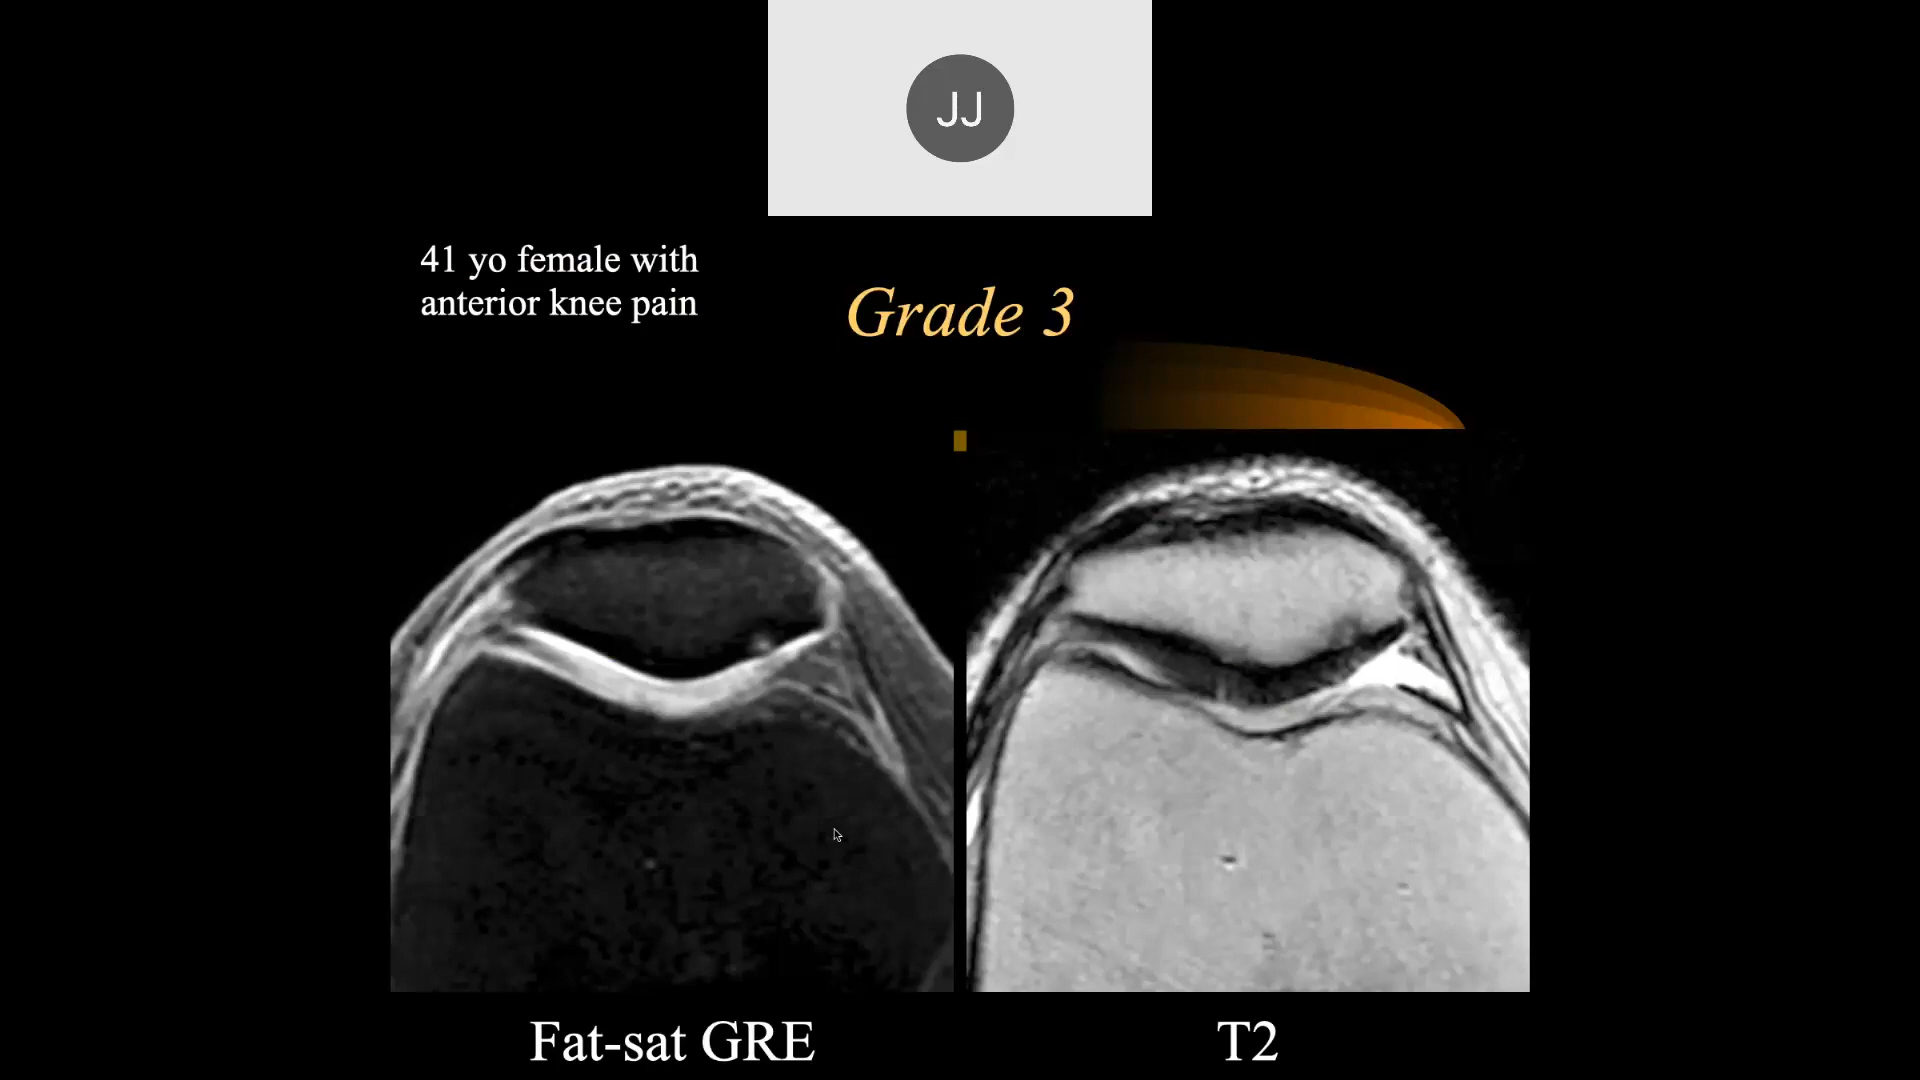 JJ
41 yo female with
anterior knee pain
Grade 3
Fat-sat GRE
T2